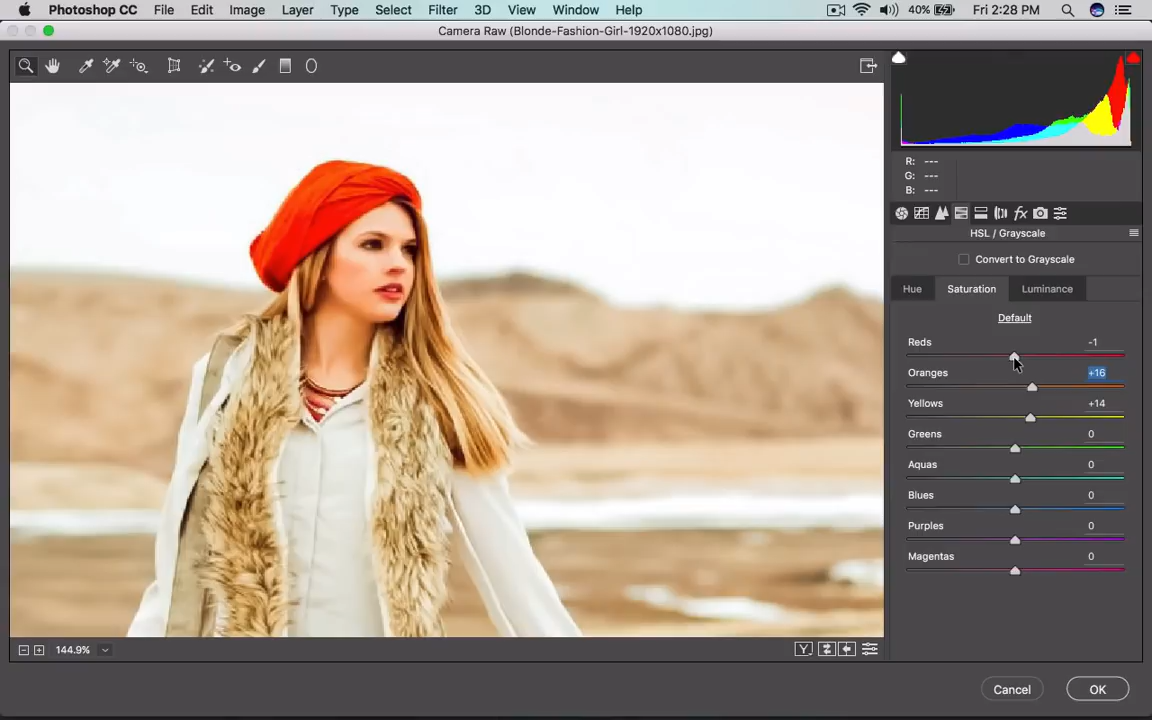 Photoshop CC File Edit Image Layer Type Select Filter 3D View Window Help 40% Fri 2:28 PM
Camera Raw (Blonde-Fashion-Girl-1920x1080.jpg)
R: ---
G: ---
B: ---
fx
HSL / Grayscale
Convert to Grayscale
Hue Saturation Luminance
Default
Reds -1
Oranges +16
Yellows +14
Greens 0
Aquas 0
Blues 0
Purples 0
Magentas 0
144.9% Y
Cancel OK